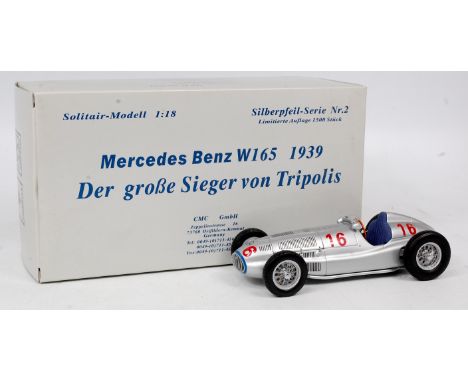 Solitair-Modell 1:18
Silberpfeil-Serie Nr.2
Limitierte Auflage 1500 Stück
Mercedes Benz W165 1939
Der große Sieger von Tripolis
CMC GmbH
Zeppelinstrasse
Germany
16
16